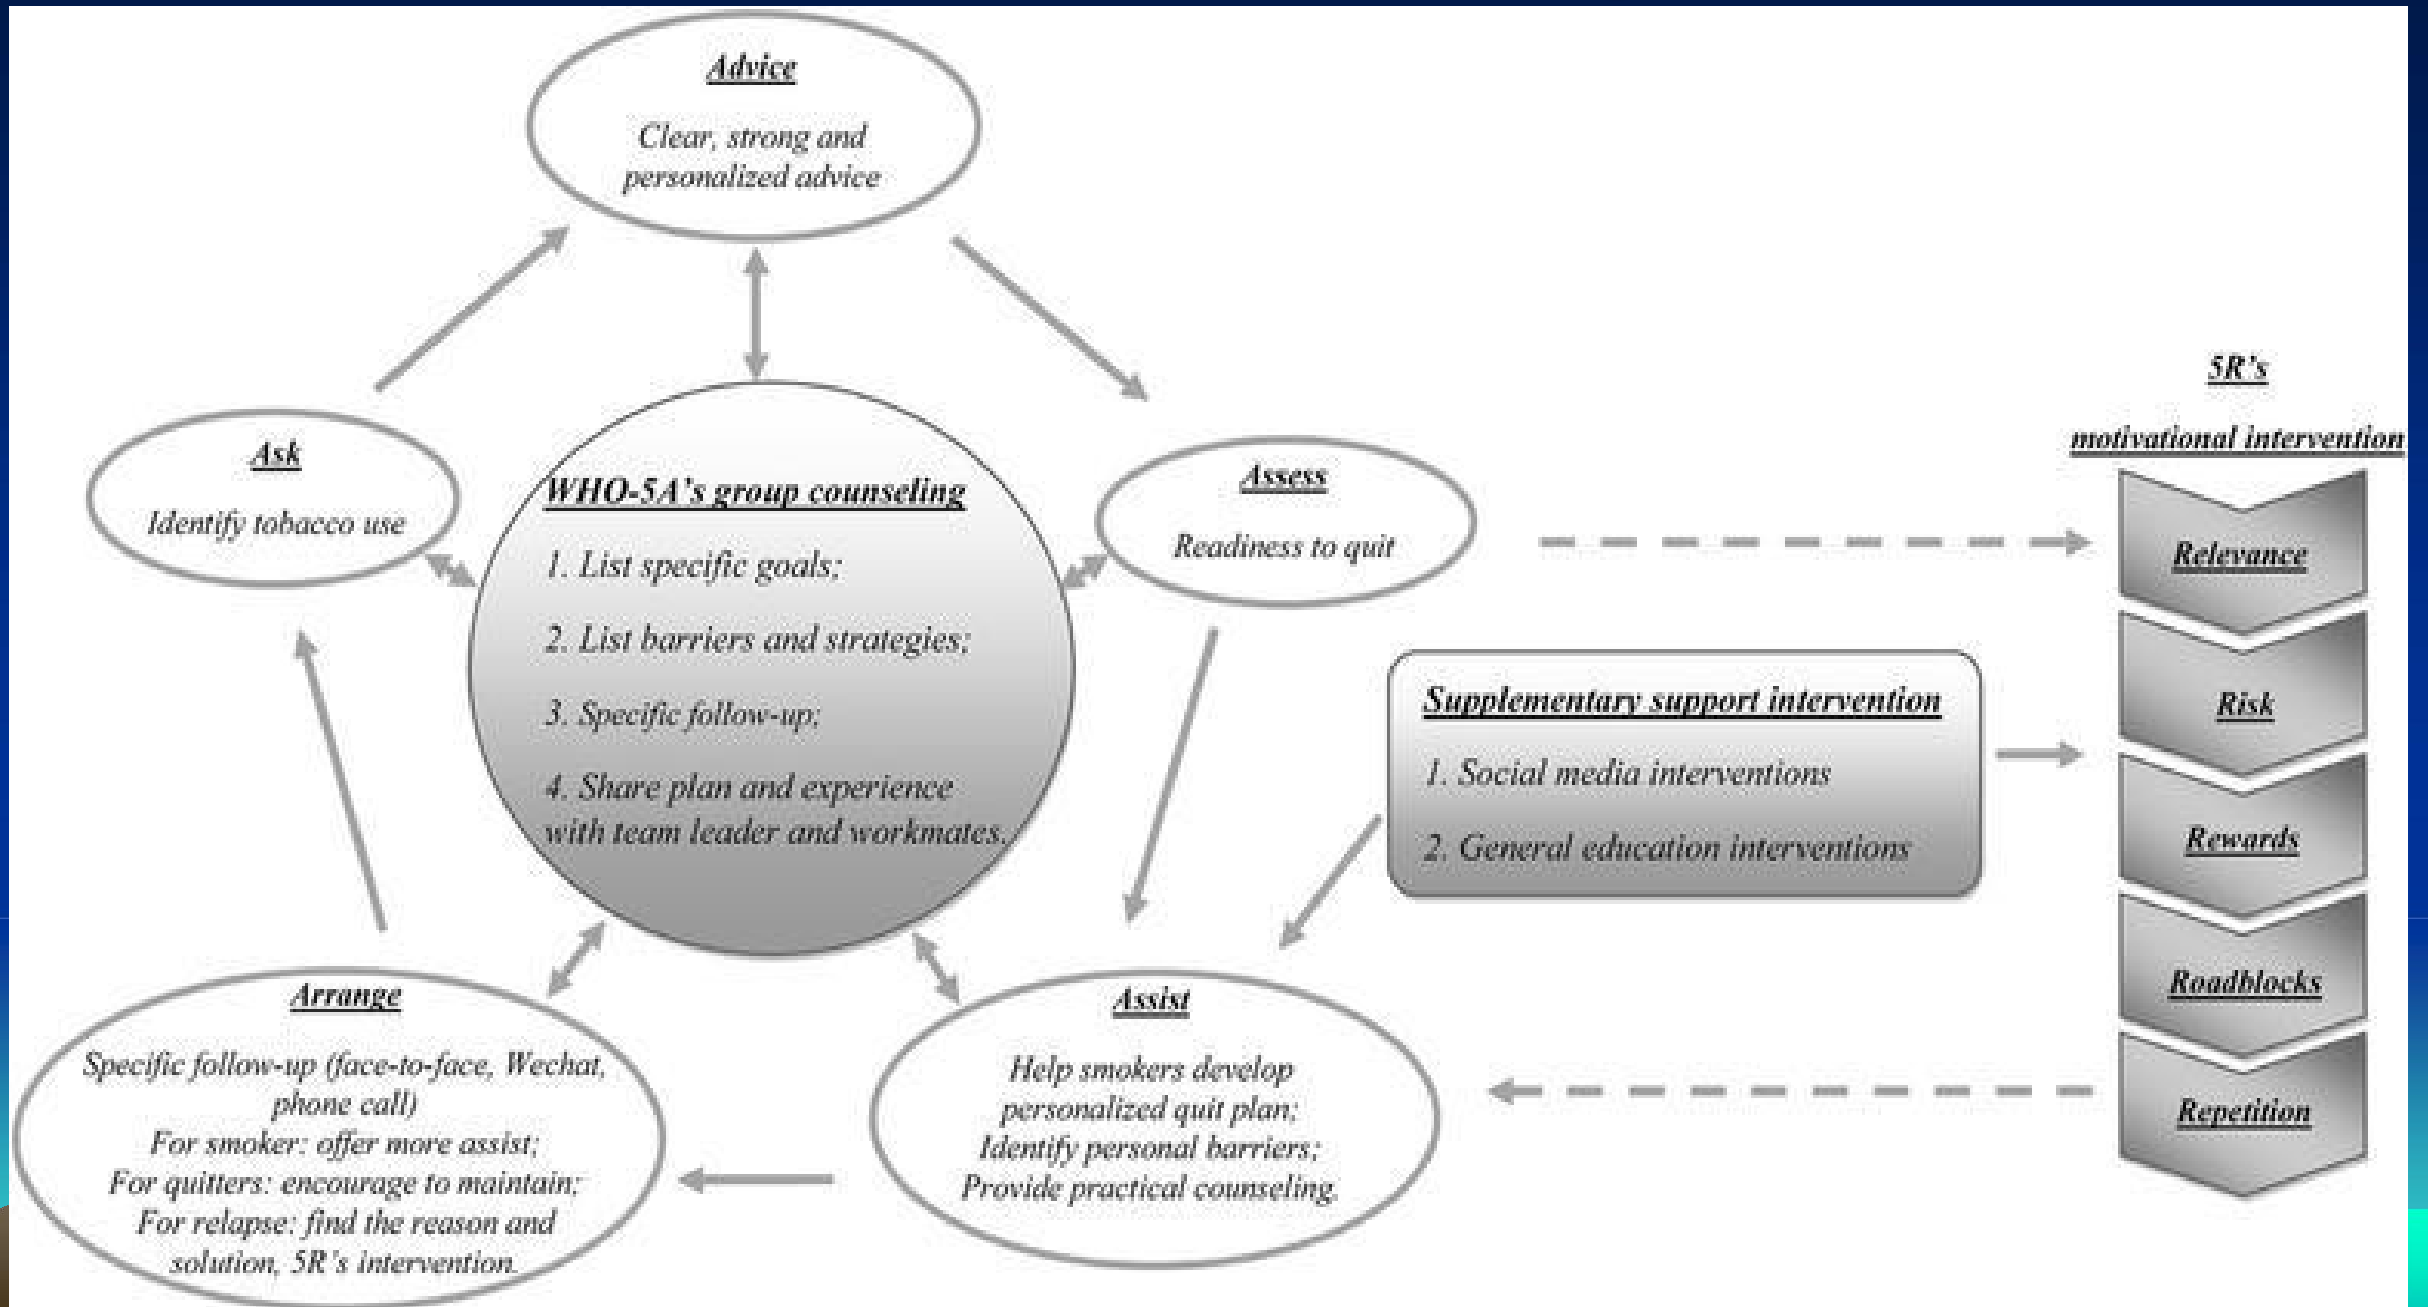 Advice
Clear, strong and
personalized advice
Ask
Identify tobacco use
WHO-5A's group counseling
1. List specific goals;
2. List barriers and strategies;
3. Specific follow-up;
4. Share plan and experience
with team leader and workmates.
Assess
Readiness to quit
5R's
motivational intervention
Relevance
Risk
Rewards
Roadblocks
Repetition
Supplementary support intervention
1. Social media interventions
2. General education interventions
Arrange
Specific follow-up (face-to-face, Wechat,
phone call)
For smoker: offer more assist;
For quitters: encourage to maintain;
For relapse: find the reason and
solution, 5R's intervention.
Assist
Help smokers develop
personalized quit plan;
Identify personal barriers;
Provide practical counseling.